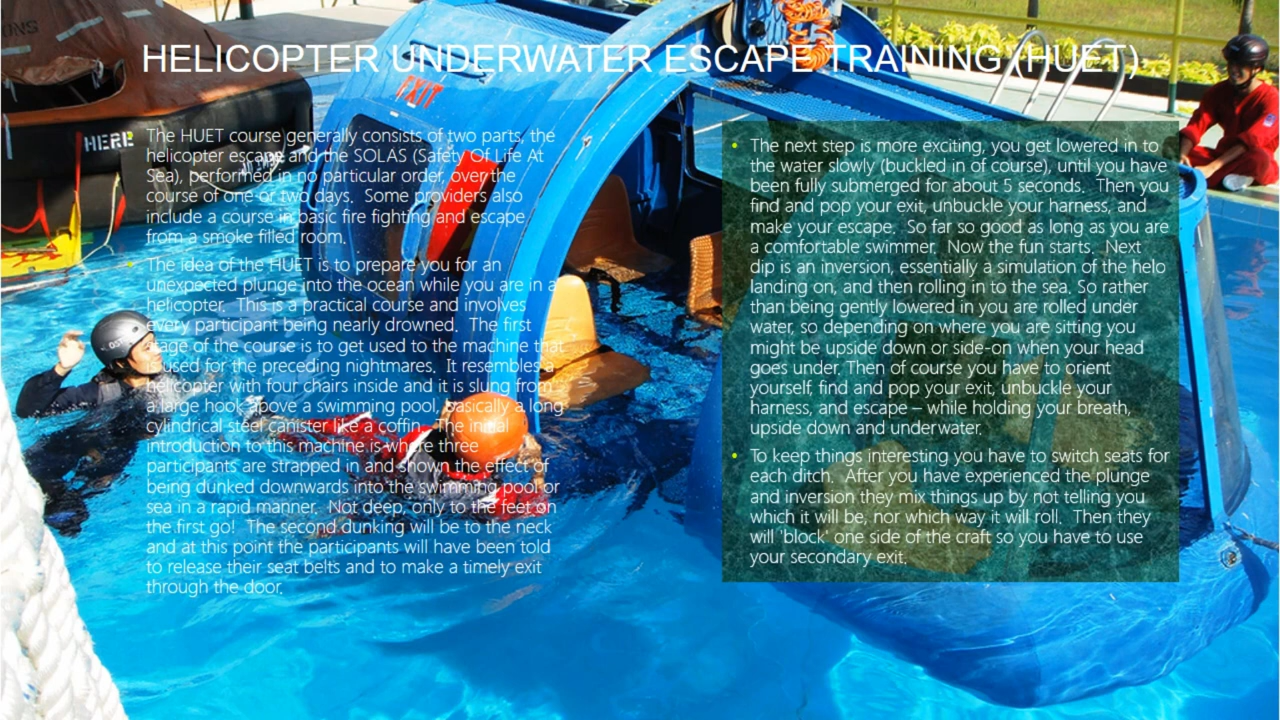 HELICOPTER UNDERWATER ESCAPE TRAINING (HUET)
The HUET course generally consists of two parts, the
helicopter escape and the SOLAS (Safety Of Life At
Sea), performed in no particular order, over the
course of one or two days. Some providers also
include a course in basic fire fighting and escape
from a smoke filled room.
The idea of the HUET is to prepare you for an
unexpected plunge into the ocean while you are in a
helicopter. This is a practical course and involves
every participant being nearly drowned. The first
stage of the course is to get used to the machine that
is used for the preceding nightmares. It resembles a
helicopter with four chairs inside and it is slung from
a large hook above a swimming pool, basically a long
cylindrical steel canister like a coffin. The initial
introduction to this machine is where three
participants are strapped in and shown the effect of
being dunked downwards into the swimming pool or
sea in a rapid manner. Not deep, only to the feet on
the first go! The second dunking will be to the neck
and at this point the participants will have been told
to release their seat belts and to make a timely exit
through the door.
The next step is more exciting, you get lowered in to
the water slowly (buckled in of course), until you have
been fully submerged for about 5 seconds. Then you
find and pop your exit, unbuckle your harness, and
make your escape. So far so good as long as you are
a comfortable swimmer. Now the fun starts. Next
dip is an inversion, essentially a simulation of the helo
landing on, and then rolling in to the sea. So rather
than being gently lowered in you are rolled under
water, so depending on where you are sitting you
might be upside down or side-on when your head
goes under. Then of course you have to orient
yourself, find and pop your exit, unbuckle your
harness, and escape – while holding your breath,
upside down and underwater.
To keep things interesting you have to switch seats for
each ditch. After you have experienced the plunge
and inversion they mix things up by not telling you
which it will be, nor which way it will roll. Then they
will 'block' one side of the craft so you have to use
your secondary exit.
EXIT
HERE